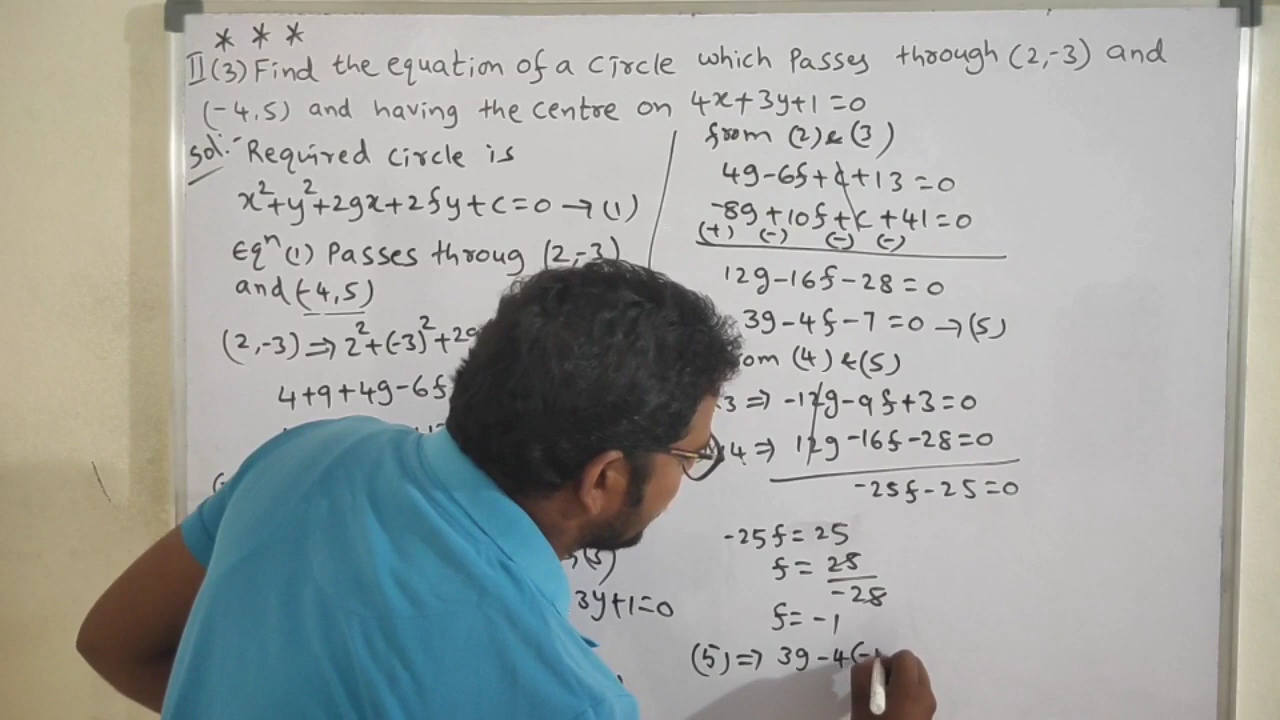 * * *
II (3) Find the equation of a circle which Passes through (2,-3) and
(-4,5) and having the centre on 4x+3y+1=0
Sol:- Required circle is
x²+y²+2gx+2fy+c=0 →(1)
Eqⁿ (1) Passes throug (2,-3)
and (-4,5)
(2,-3) ⇒ 2²+(-3)²+2g
4+9+4g-6f
3y+1=0
from (2) & (3)
4g-6f+c+13=0
-8g+10f+c+41=0
(+) (-) (-) (-)
12g-16f-28=0
3g-4f-7=0 →(5)
om (4) & (5)
3 ⇒ -12g-9f+3=0
4 ⇒ 12g-16f-28=0
-25f-25=0
-25f=25
f= 25
-25
f=-1
(5) ⇒ 3g-4(-